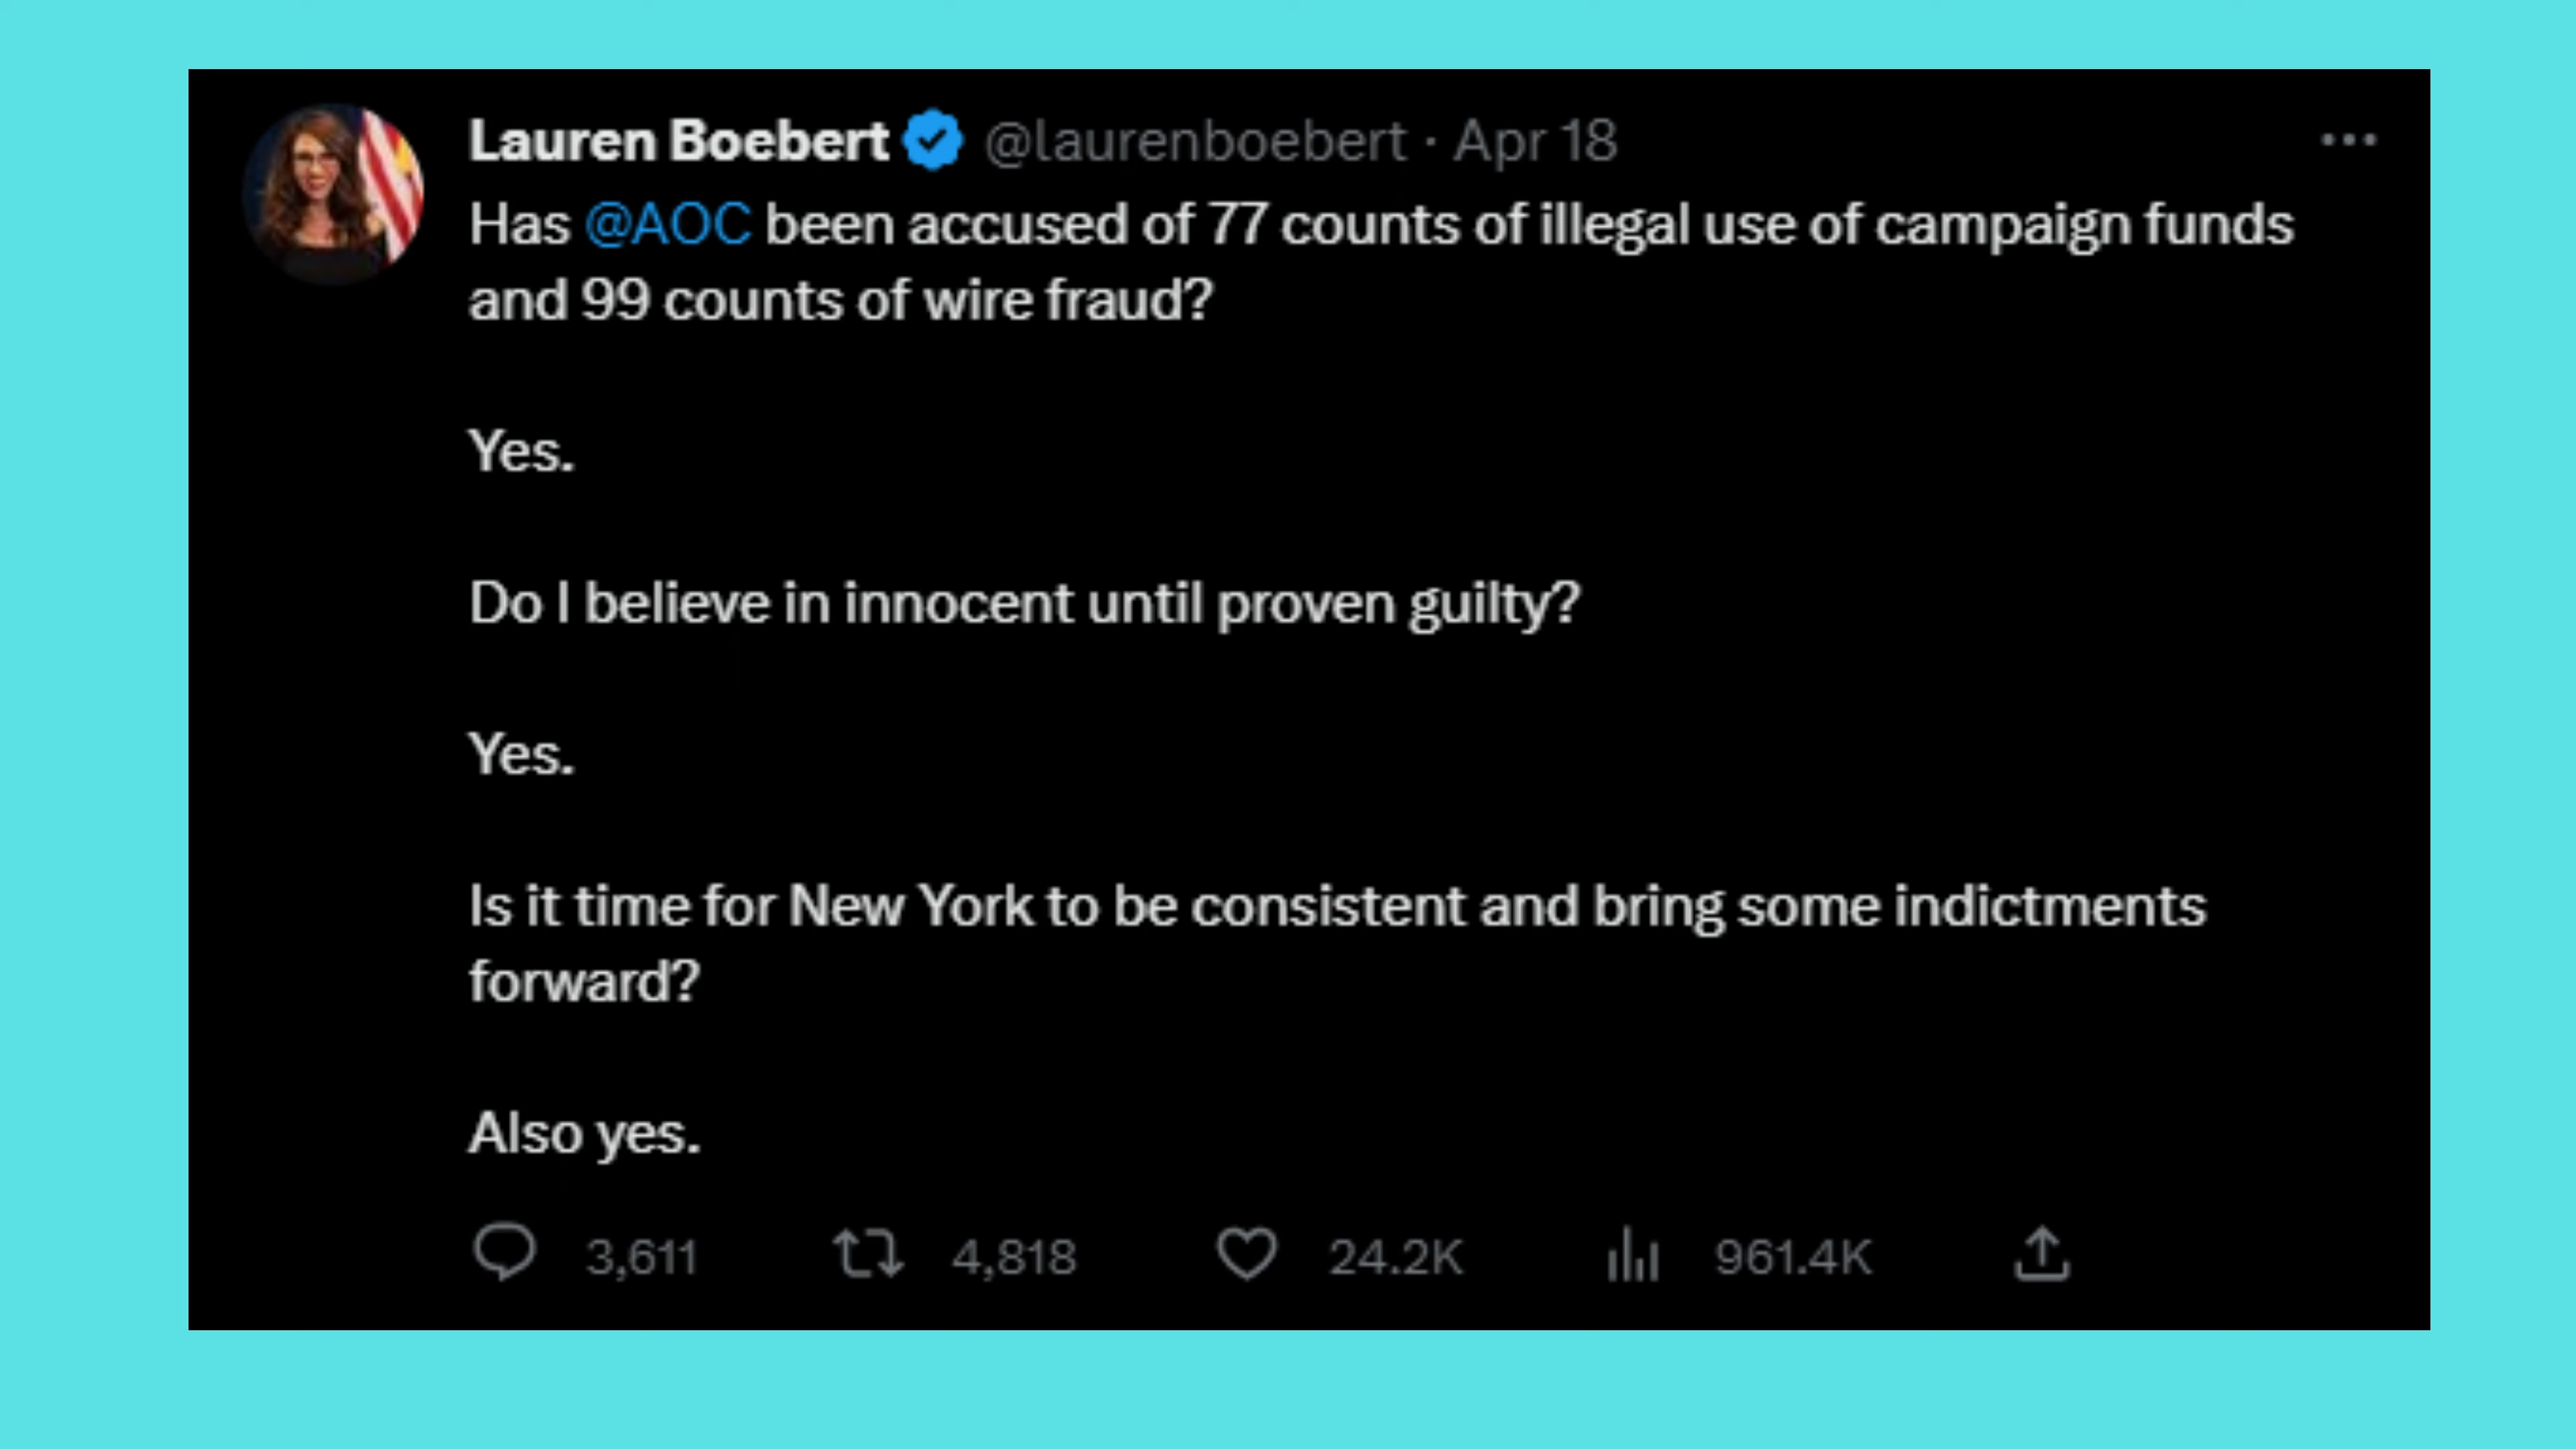 Lauren Boebert @laurenboebert · Apr 18
Has @AOC been accused of 77 counts of illegal use of campaign funds
and 99 counts of wire fraud?
Yes.
Do I believe in innocent until proven guilty?
Yes.
Is it time for New York to be consistent and bring some indictments
forward?
Also yes.
3,611 4,818 24.2K 961.4K